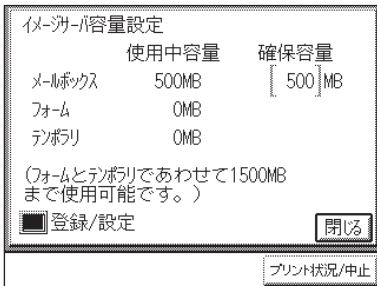 イメージサーバ容量設定
使用中容量 確保容量
メールボックス 500MB [ 500 ] MB
フォーム 0MB
テンポラリ 0MB
(フォームとテンポラリであわせて1500MB
まで使用可能です。)
登録/設定 閉じる
プリント状況/中止